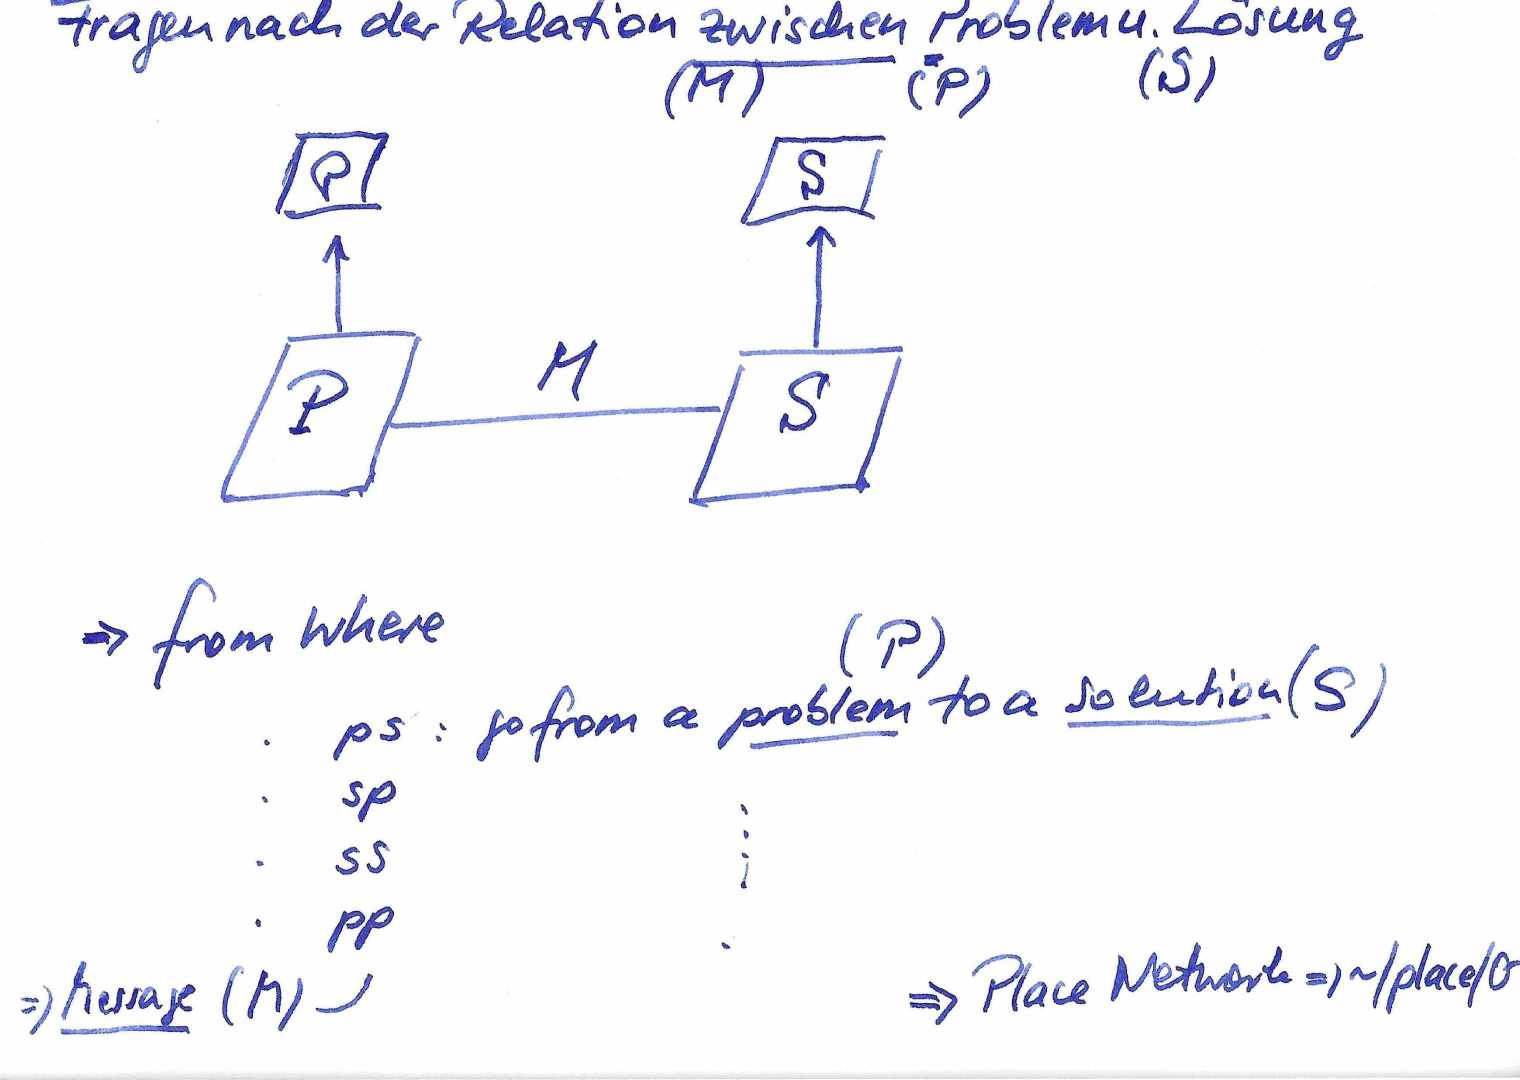 Fragen nach der Relation zwischen Problem u. Lösung
(M) (P) (S)
P S
M
P S
=> from where
(P)
. ps : go from a problem to a solution (S)
. sp
. ss
. pp
=> Message (M)
=> Place Network => ~/place/0